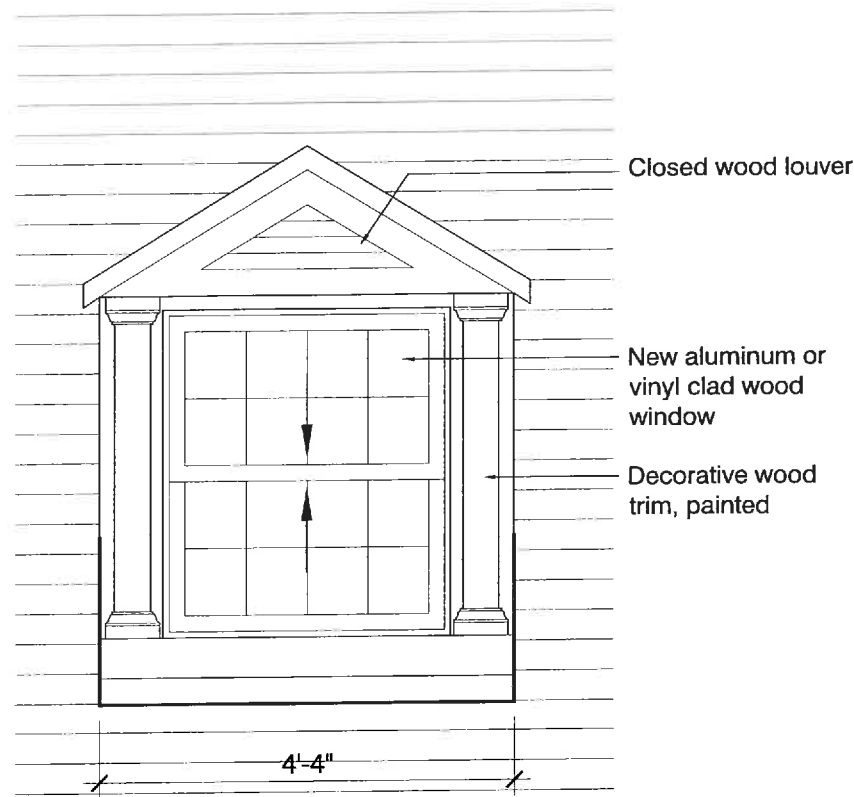 Closed wood louver
New aluminum or
vinyl clad wood
window
Decorative wood
trim, painted
4'-4"